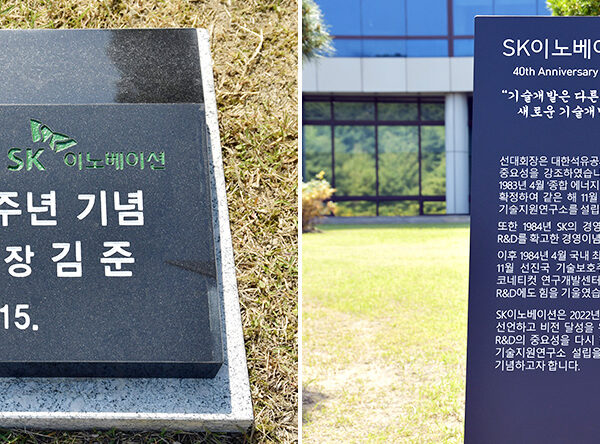 SK 이노베이션
주년 기념
장 김 준
15.
SK이노베이
40th Anniversary
“기술개발은 다른
새로운 기술개발
선대회장은 대한석유공
중요성을 강조하였습니
1983년 4월 '종합 에너지
확정하여 같은 해 11월
기술지원연구소를 설립
또한 1984년 SK의 경영
R&D를 확고한 경영이념
이후 1984년 4월 국내 최
11월 선진국 기술보호주
코네티컷 연구개발센터
R&D에도 힘을 기울였습
SK이노베이션은 2022년
선언하고 비전 달성을
R&D의 중요성을 다시
기술지원연구소 설립을
기념하고자 합니다.